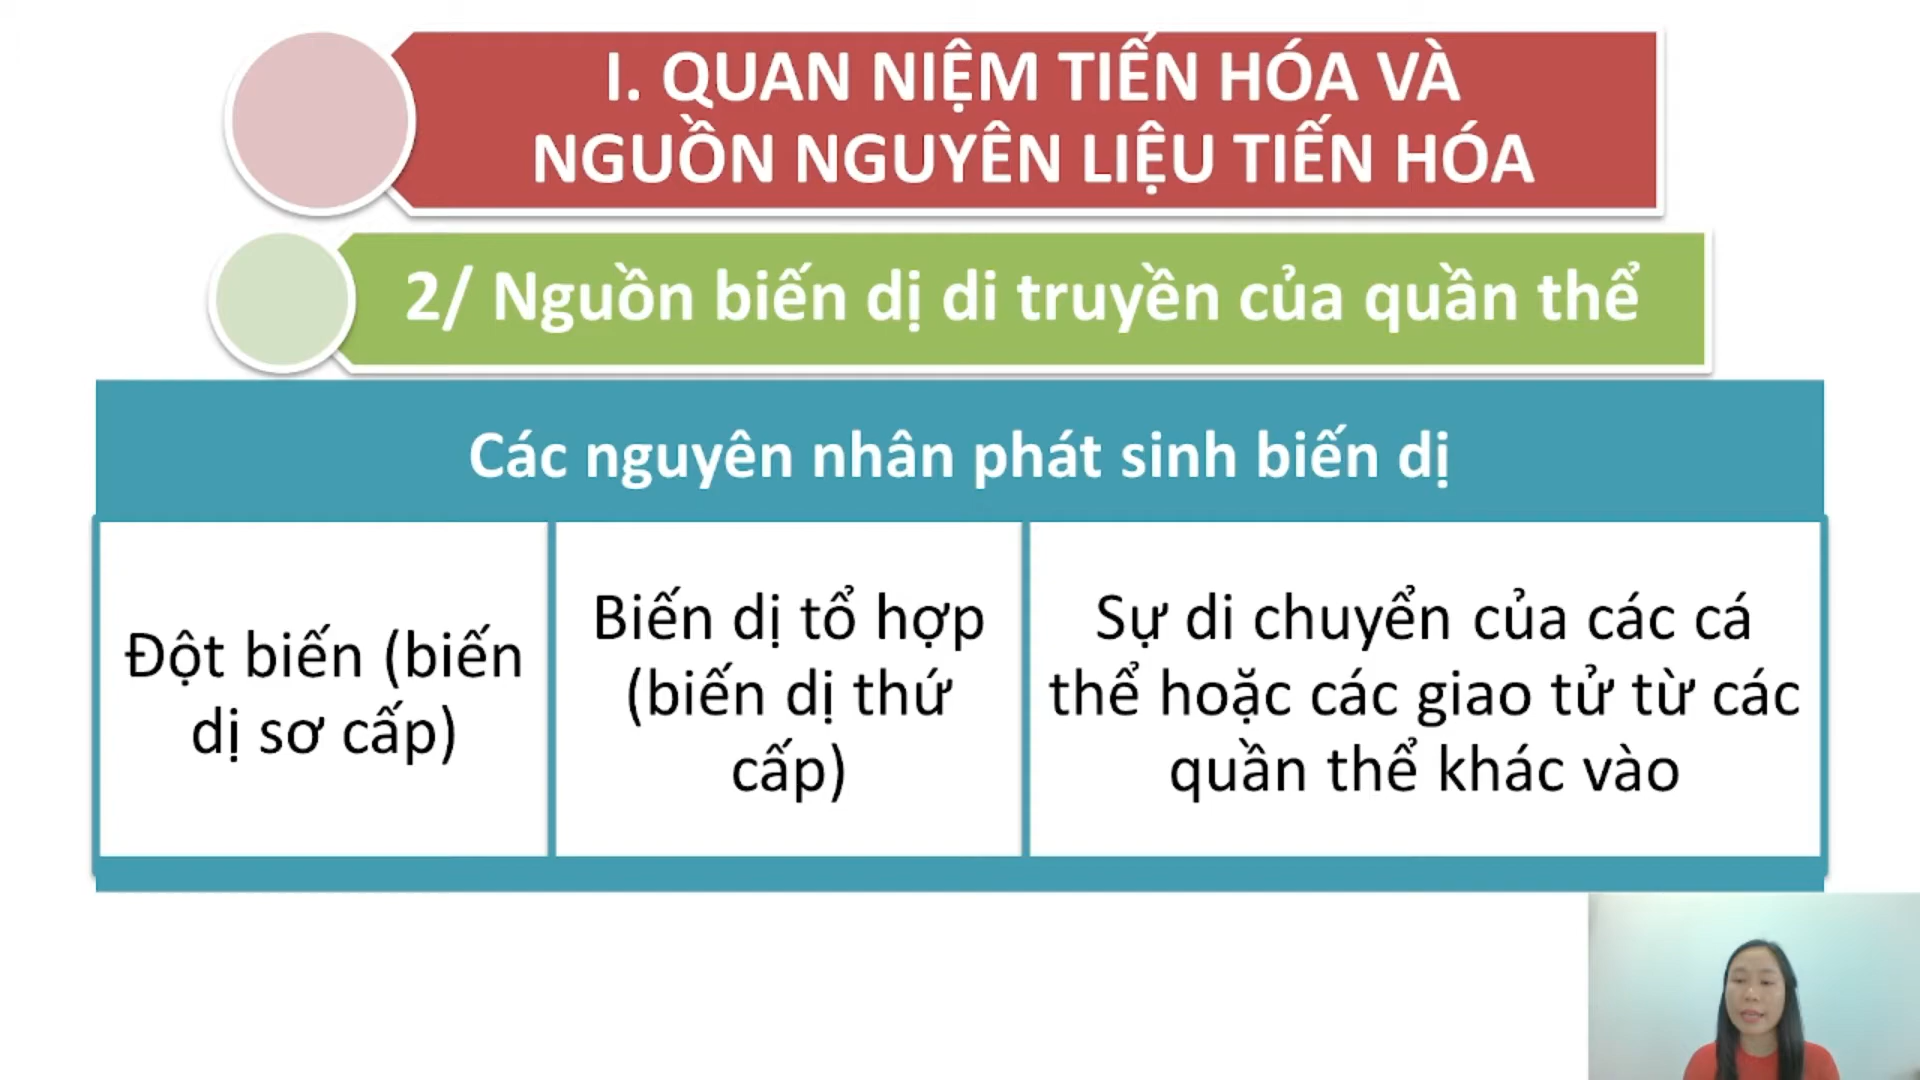 I. QUAN NIỆM TIẾN HÓA VÀ
NGUỒN NGUYÊN LIỆU TIẾN HÓA
2/ Nguồn biến dị di truyền của quần thể
Các nguyên nhân phát sinh biến dị
Đột biến (biến
dị sơ cấp)
Biến dị tổ hợp
(biến dị thứ
cấp)
Sự di chuyển của các cá
thể hoặc các giao tử từ các
quần thể khác vào